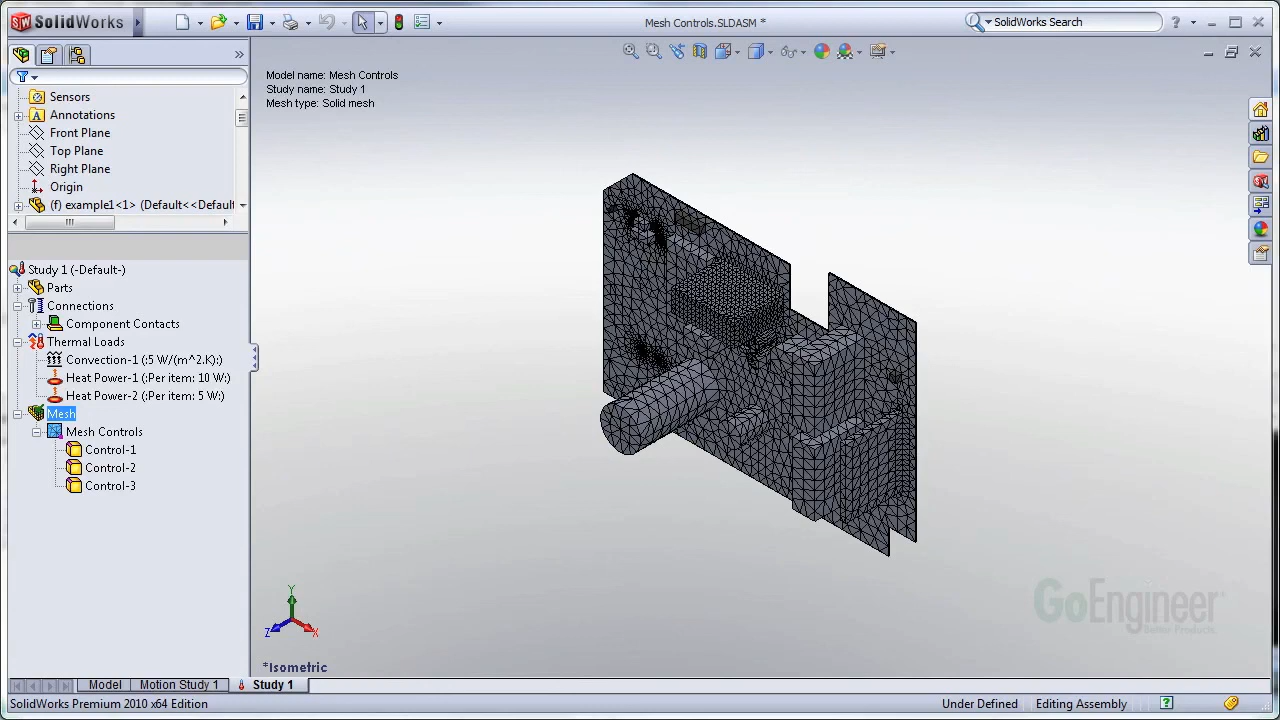 SolidWorks
Mesh Controls.SLDASM *
SolidWorks Search
Sensors
Annotations
Front Plane
Top Plane
Right Plane
Origin
(f) example1<1> (Default<<Default
Study 1 (-Default-)
Parts
Connections
Component Contacts
Thermal Loads
Convection-1 (:5 W/(m^2.K):)
Heat Power-1 (:Per item: 10 W:)
Heat Power-2 (:Per item: 5 W:)
Mesh
Mesh Controls
Control-1
Control-2
Control-3
Model name: Mesh Controls
Study name: Study 1
Mesh type: Solid mesh
Y
Z
X
*Isometric
GoEngineer
Better Products.
Model
Motion Study 1
Study 1
SolidWorks Premium 2010 x64 Edition
Under Defined
Editing Assembly